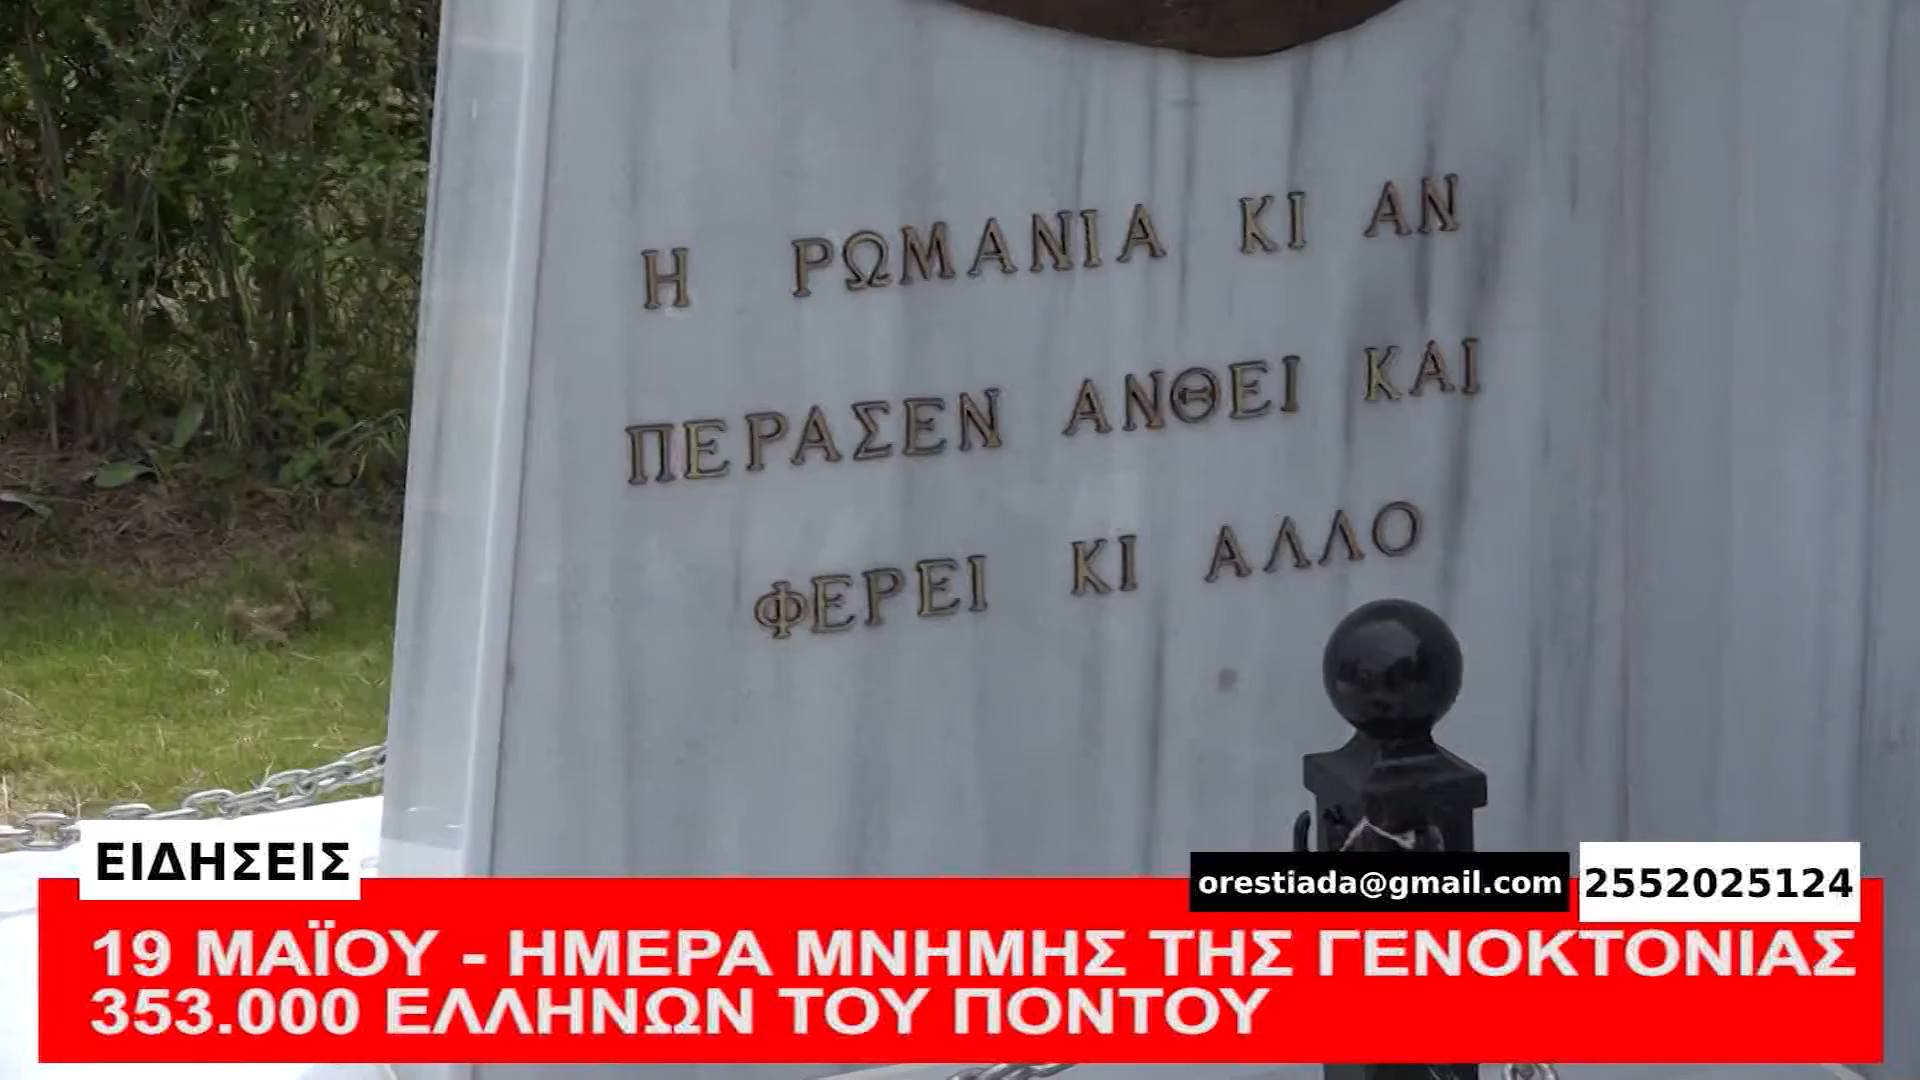 Η ΡΩΜΑΝΙΑ ΚΙ ΑΝ
ΠΕΡΑΣΕΝ ΑΝΘΕΙ ΚΑΙ
ΦΕΡΕΙ ΚΙ ΑΛΛΟ
ΕΙΔΗΣΕΙΣ
orestiada@gmail.com
2552025124
19 ΜΑΪΟΥ - ΗΜΕΡΑ ΜΝΗΜΗΣ ΤΗΣ ΓΕΝΟΚΤΟΝΙΑΣ
353.000 ΕΛΛΗΝΩΝ ΤΟΥ ΠΟΝΤΟΥ